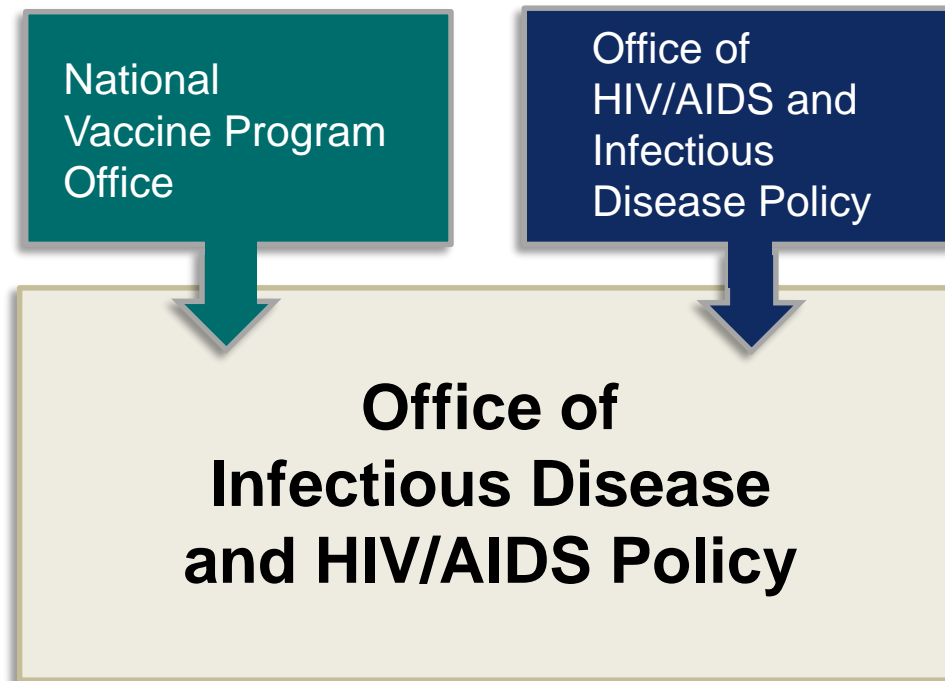 National
Vaccine Program
Office
Office of
HIV/AIDS and
Infectious
Disease Policy
Office of
Infectious Disease
and HIV/AIDS Policy